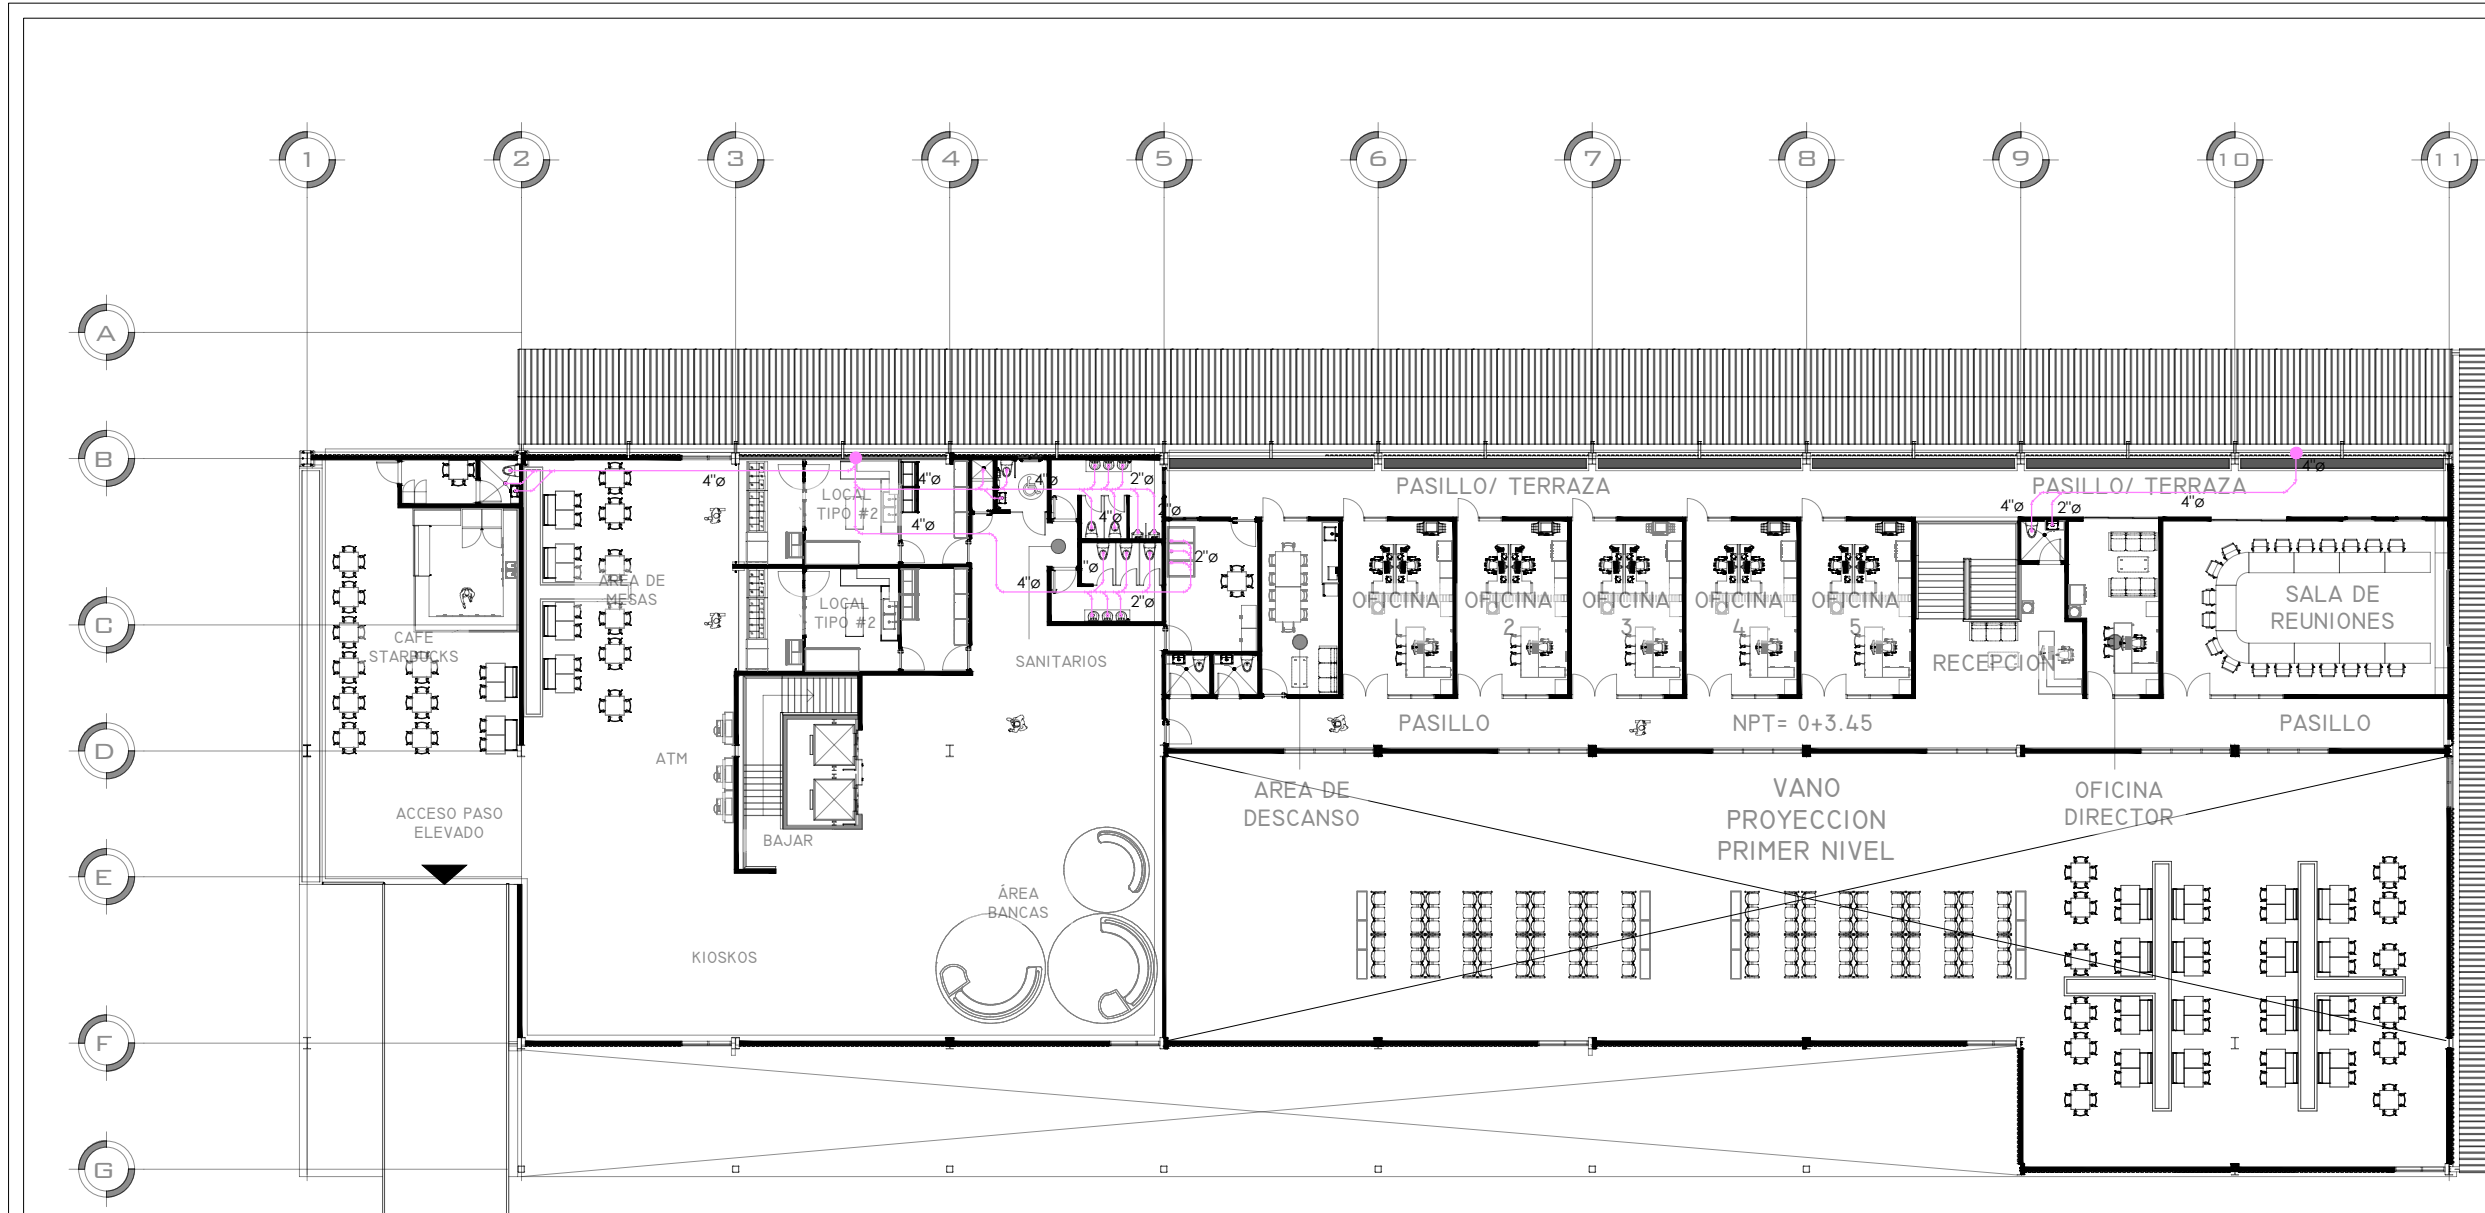 1 2 3 4 5 6 7 8 9 10 11
A
B
4"ø
4"ø
4"ø
2"ø
4"ø
LOCAL
TIPO #2
4"ø
4"ø
2"ø
PASILLO/ TERRAZA
PASILLO/ TERRAZA
4"ø
2"ø
4"ø
2"ø
"ø
4"ø
2"ø
AREA DE
MESAS
LOCAL
TIPO #2
C
CAFE
STARBUCKS
SANITARIOS
OFICINA
1
OFICINA
2
OFICINA
3
OFICINA
4
OFICINA
5
RECEPCION
SALA DE
REUNIONES
PASILLO
NPT= 0+3.45
PASILLO
D
ATM
AREA DE
DESCANSO
VANO
PROYECCION
PRIMER NIVEL
OFICINA
DIRECTOR
ACCESO PASO
ELEVADO
BAJAR
E
ÁREA
BANCAS
KIOSKOS
F
G